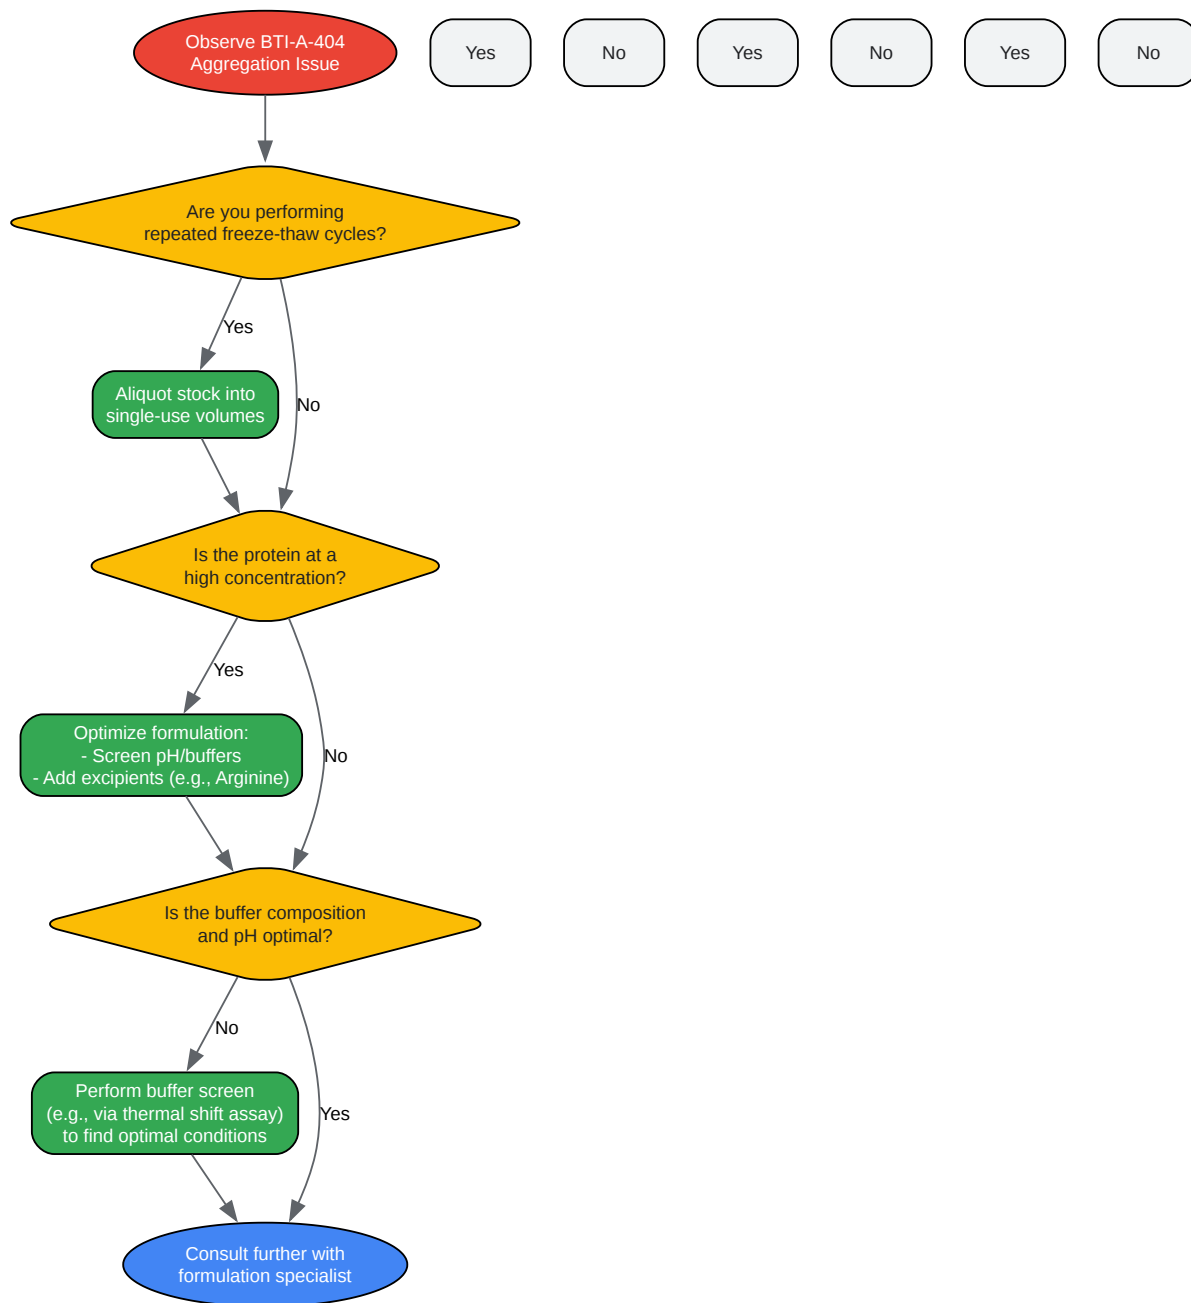 Observe BTI-A-404
Aggregation Issue
Yes
No
Yes
No
Yes
No
Are you performing
repeated freeze-thaw cycles?
Yes
Aliquot stock into
single-use volumes
No
Is the protein at a
high concentration?
Yes
Optimize formulation:
- Screen pH/buffers
- Add excipients (e.g., Arginine)
No
Is the buffer composition
and pH optimal?
No
Perform buffer screen
(e.g., via thermal shift assay)
to find optimal conditions
Yes
Consult further with
formulation specialist